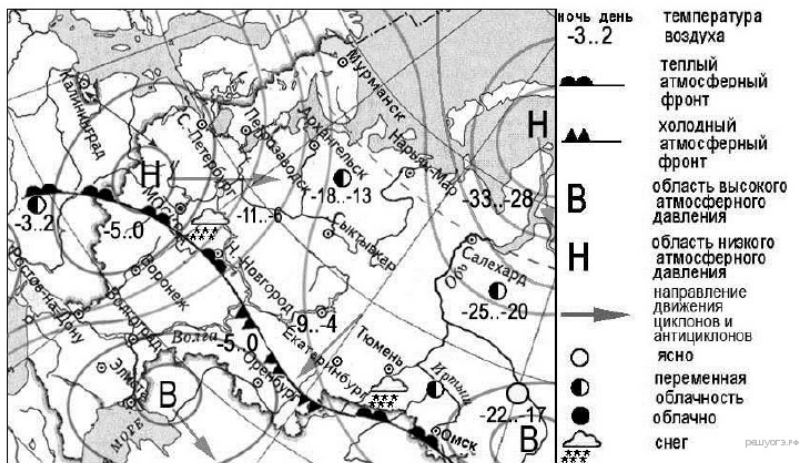 Калининград
С.-Петербург
Петрозаводск
Мурманск
Архангельск
Нарьян-Мар
Н
Н
-18..-13
-33..-28
-3..2
-5..0
-11..-6
Сыктывкар
Салехард
Обь
-25..-20
Воронеж
Н. Новгород
Ростов-на-Дону
Волгоград
Волга
-5..0
-9..-4
Екатеринбург
Тюмень
Оренбург
Иртыш
Элиста
МОРЕ
В
-22..-17
Омск
В
ночь день
-3..2
температура
воздуха
теплый
атмосферный
фронт
холодный
атмосферный
фронт
В
область высокого
атмосферного
давления
Н
область низкого
атмосферного
давления
направление
движения
циклонов и
антициклонов
ясно
переменная
облачность
облачно
снег
решуогэ.рф